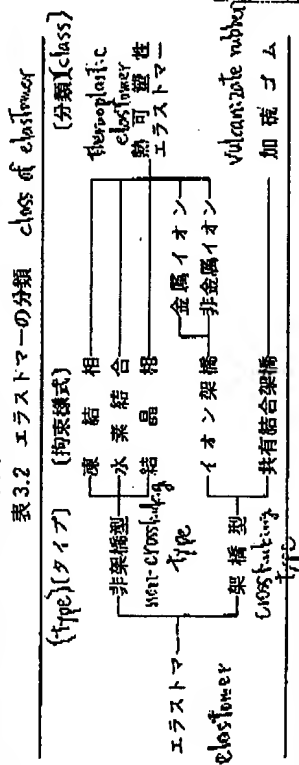 表3.2 エラストマーの分類 class of elastomer
{type}〔タイプ〕 〔拘束様式〕 〔分類〕{class}
エラストマー
elastomer
非架橋型
non-crosslinking
type
凍結相
水素結合
結晶相
架橋型
crosslinking
type
イオン架橋
金属イオン
非金属イオン
共有結合架橋
thermoplastic
elastomer
熱可塑性
エラストマー
Vulcanizate rubber
加硫ゴム